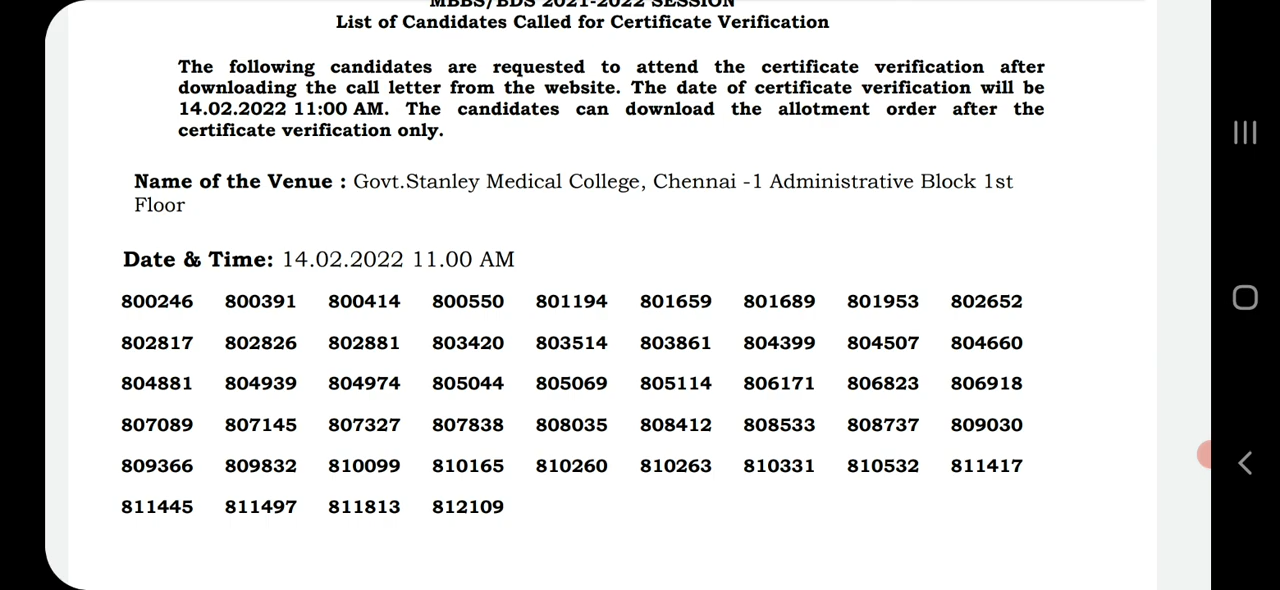 MBBS/BDS 2021-2022 SESSION
List of Candidates Called for Certificate Verification
The following candidates are requested to attend the certificate verification after
downloading the call letter from the website. The date of certificate verification will be
14.02.2022 11:00 AM. The candidates can download the allotment order after the
certificate verification only.
Name of the Venue : Govt.Stanley Medical College, Chennai -1 Administrative Block 1st
Floor
Date & Time: 14.02.2022 11.00 AM
800246 800391 800414 800550 801194 801659 801689 801953 802652
802817 802826 802881 803420 803514 803861 804399 804507 804660
804881 804939 804974 805044 805069 805114 806171 806823 806918
807089 807145 807327 807838 808035 808412 808533 808737 809030
809366 809832 810099 810165 810260 810263 810331 810532 811417
811445 811497 811813 812109